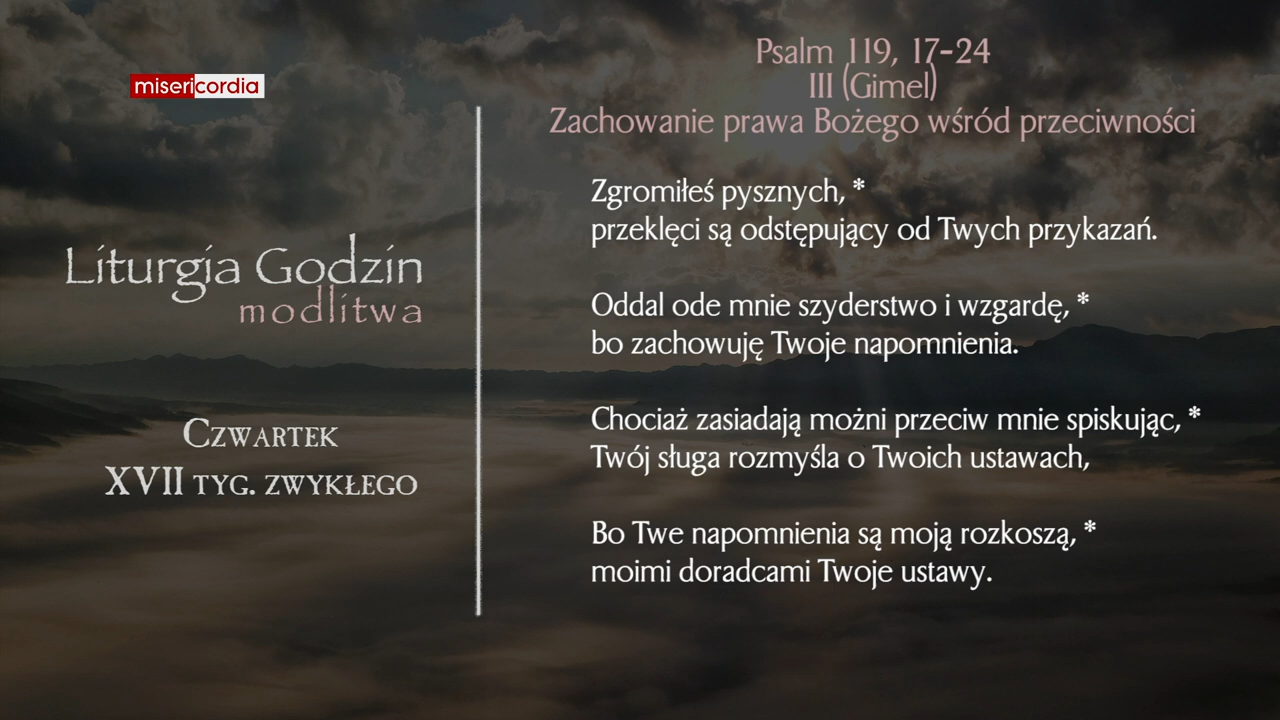 misericordia
Liturgia Godzin
modlitwa
Czwartek
XVII tyg. zwykłego
Psalm 119, 17-24
III (Gimel)
Zachowanie prawa Bożego wśród przeciwności
Zgromiłeś pysznych, *
przeklęci są odstępujący od Twych przykazań.
Oddal ode mnie szyderstwo i wzgardę, *
bo zachowuję Twoje napomnienia.
Chociaż zasiadają możni przeciw mnie spiskując, *
Twój sługa rozmyśla o Twoich ustawach,
Bo Twe napomnienia są moją rozkoszą, *
moimi doradcami Twoje ustawy.